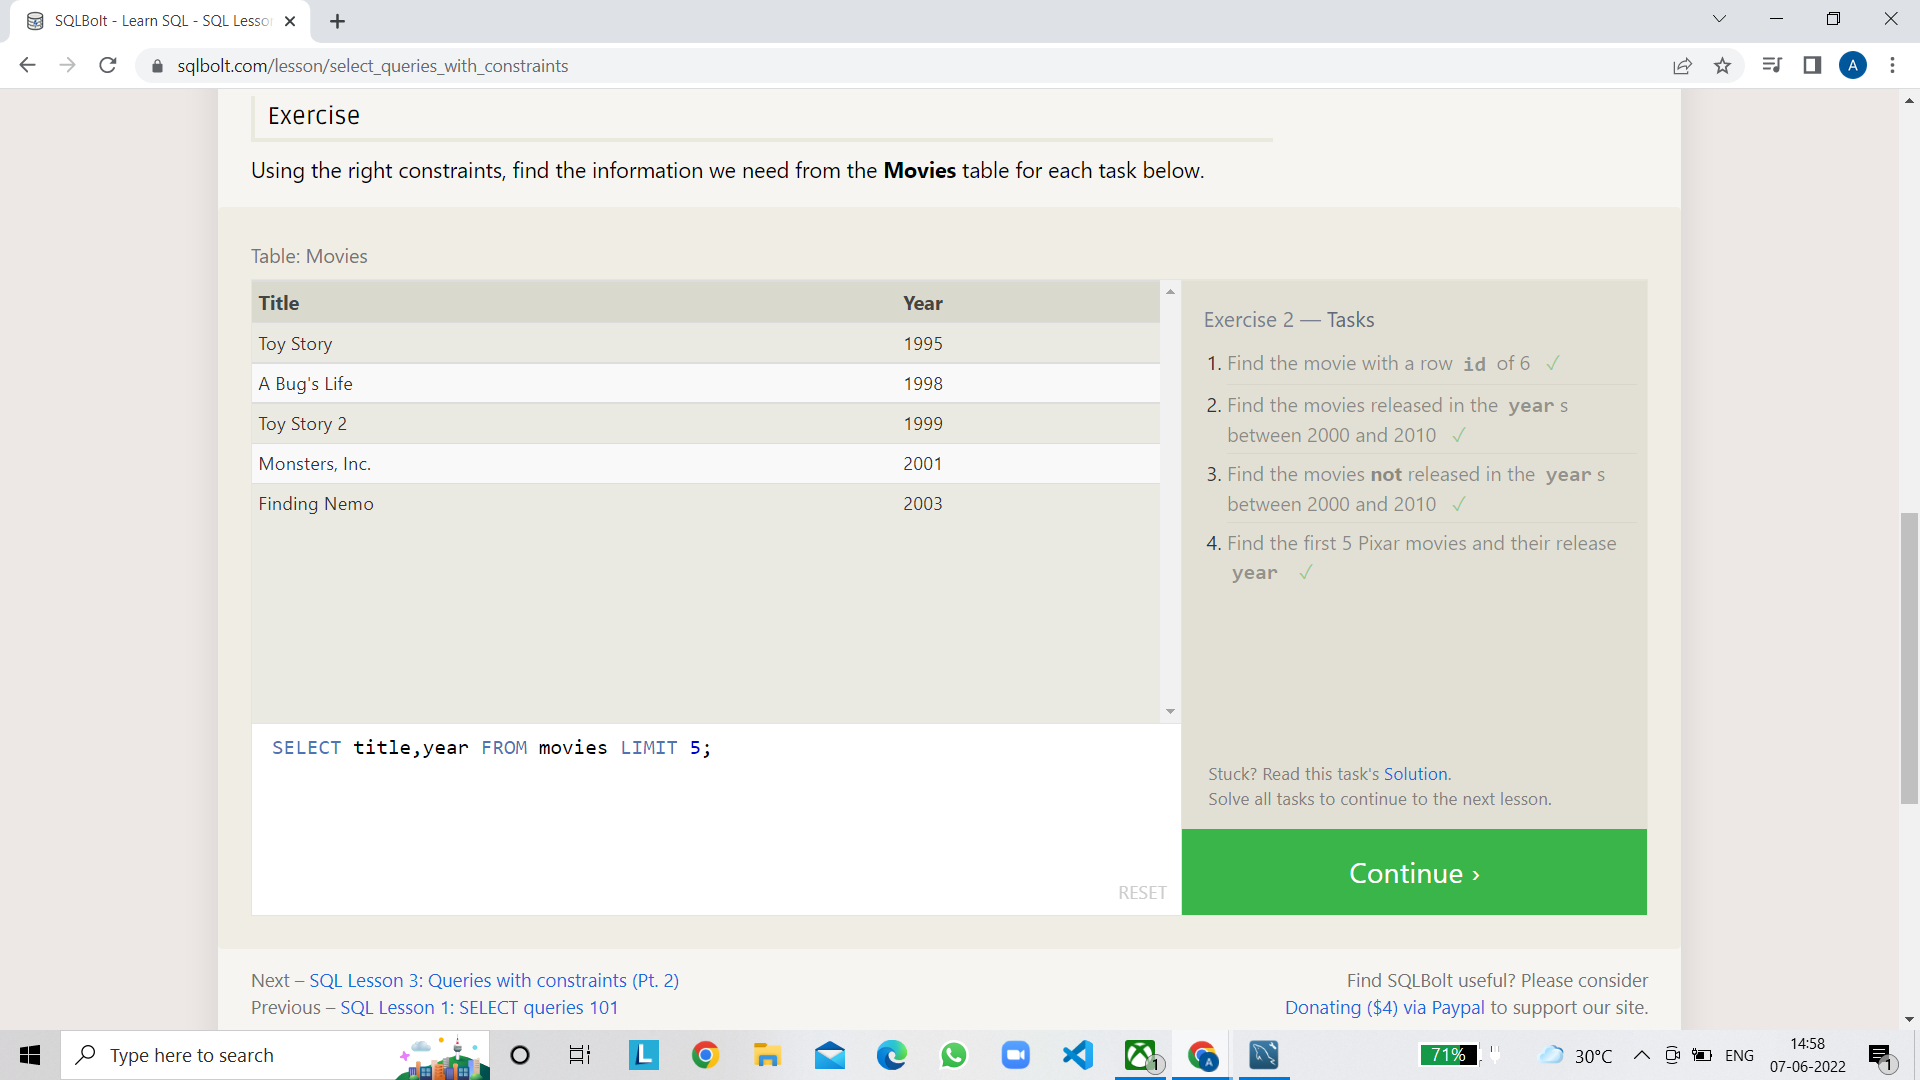 SQLBolt - Learn SQL - SQL Lesso
sqlbolt.com/lesson/select_queries_with_constraints
A
Exercise
Using the right constraints, find the information we need from the Movies table for each task below.
Table: Movies
Title Year
Toy Story 1995
A Bug's Life 1998
Toy Story 2 1999
Monsters, Inc. 2001
Finding Nemo 2003
Exercise 2 — Tasks
1. Find the movie with a row id of 6 ✓
2. Find the movies released in the year s
between 2000 and 2010 ✓
3. Find the movies not released in the year s
between 2000 and 2010 ✓
4. Find the first 5 Pixar movies and their release
year ✓
SELECT title,year FROM movies LIMIT 5;
RESET
Stuck? Read this task's Solution.
Solve all tasks to continue to the next lesson.
Continue ›
Next – SQL Lesson 3: Queries with constraints (Pt. 2)
Previous – SQL Lesson 1: SELECT queries 101
Find SQLBolt useful? Please consider
Donating ($4) via Paypal to support our site.
Type here to search
L
1
A
71%
30°C
ENG
14:58
07-06-2022
1